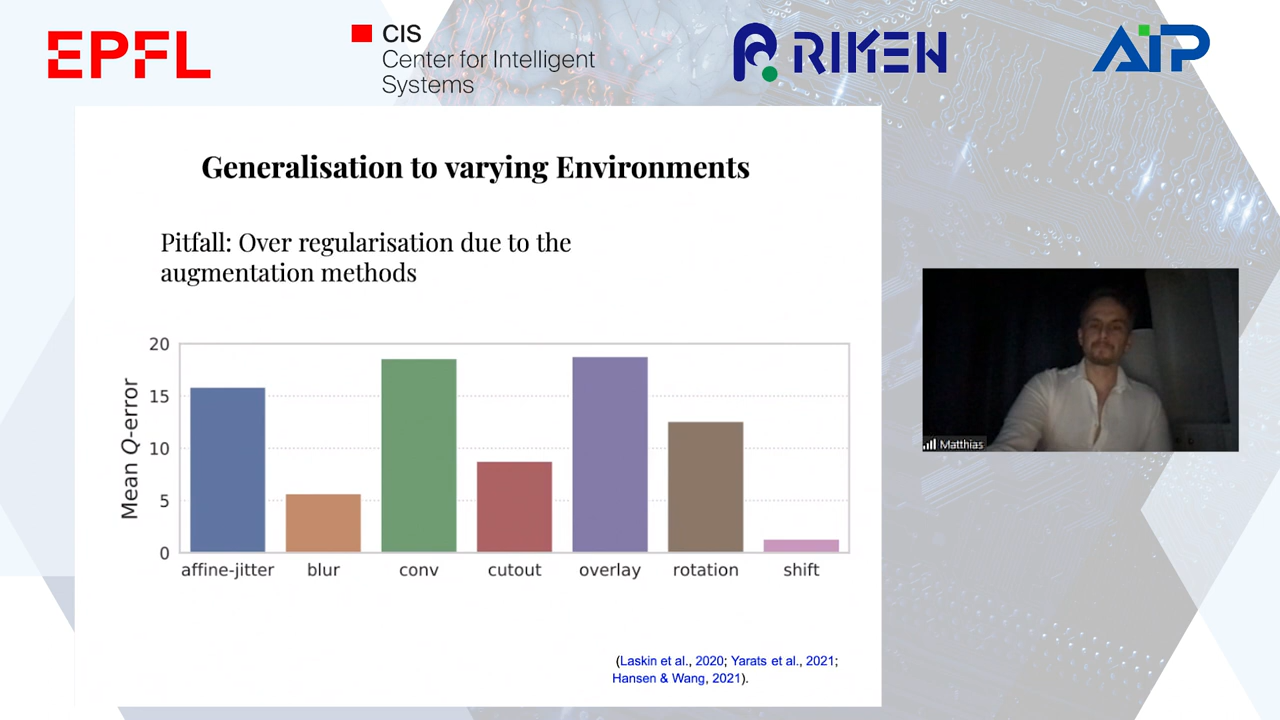 EPFL
CIS
Center for Intelligent
Systems
RIKEN
AIP
Generalisation to varying Environments
Pitfall: Over regularisation due to the
augmentation methods
Mean Q-error
20
15
10
5
0
affine-jitter blur conv cutout overlay rotation shift
(Laskin et al., 2020; Yarats et al., 2021;
Hansen & Wang, 2021).
Matthias